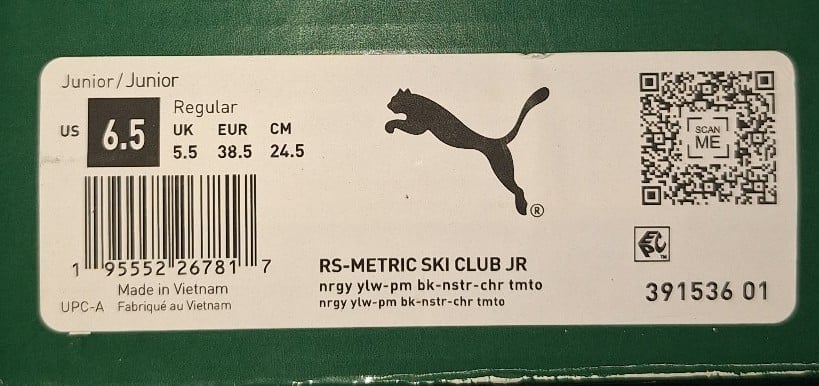 Junior/Junior
Regular
US 6.5 UK EUR CM
5.5 38.5 24.5
1 95552 26781 7
Made in Vietnam
UPC-A Fabriqué au Vietnam
®
RS-METRIC SKI CLUB JR
nrgy ylw-pm bk-nstr-chr tmto
nrgy ylw-pm bk-nstr-chr tmto
SCAN
ME
EPC™
391536 01